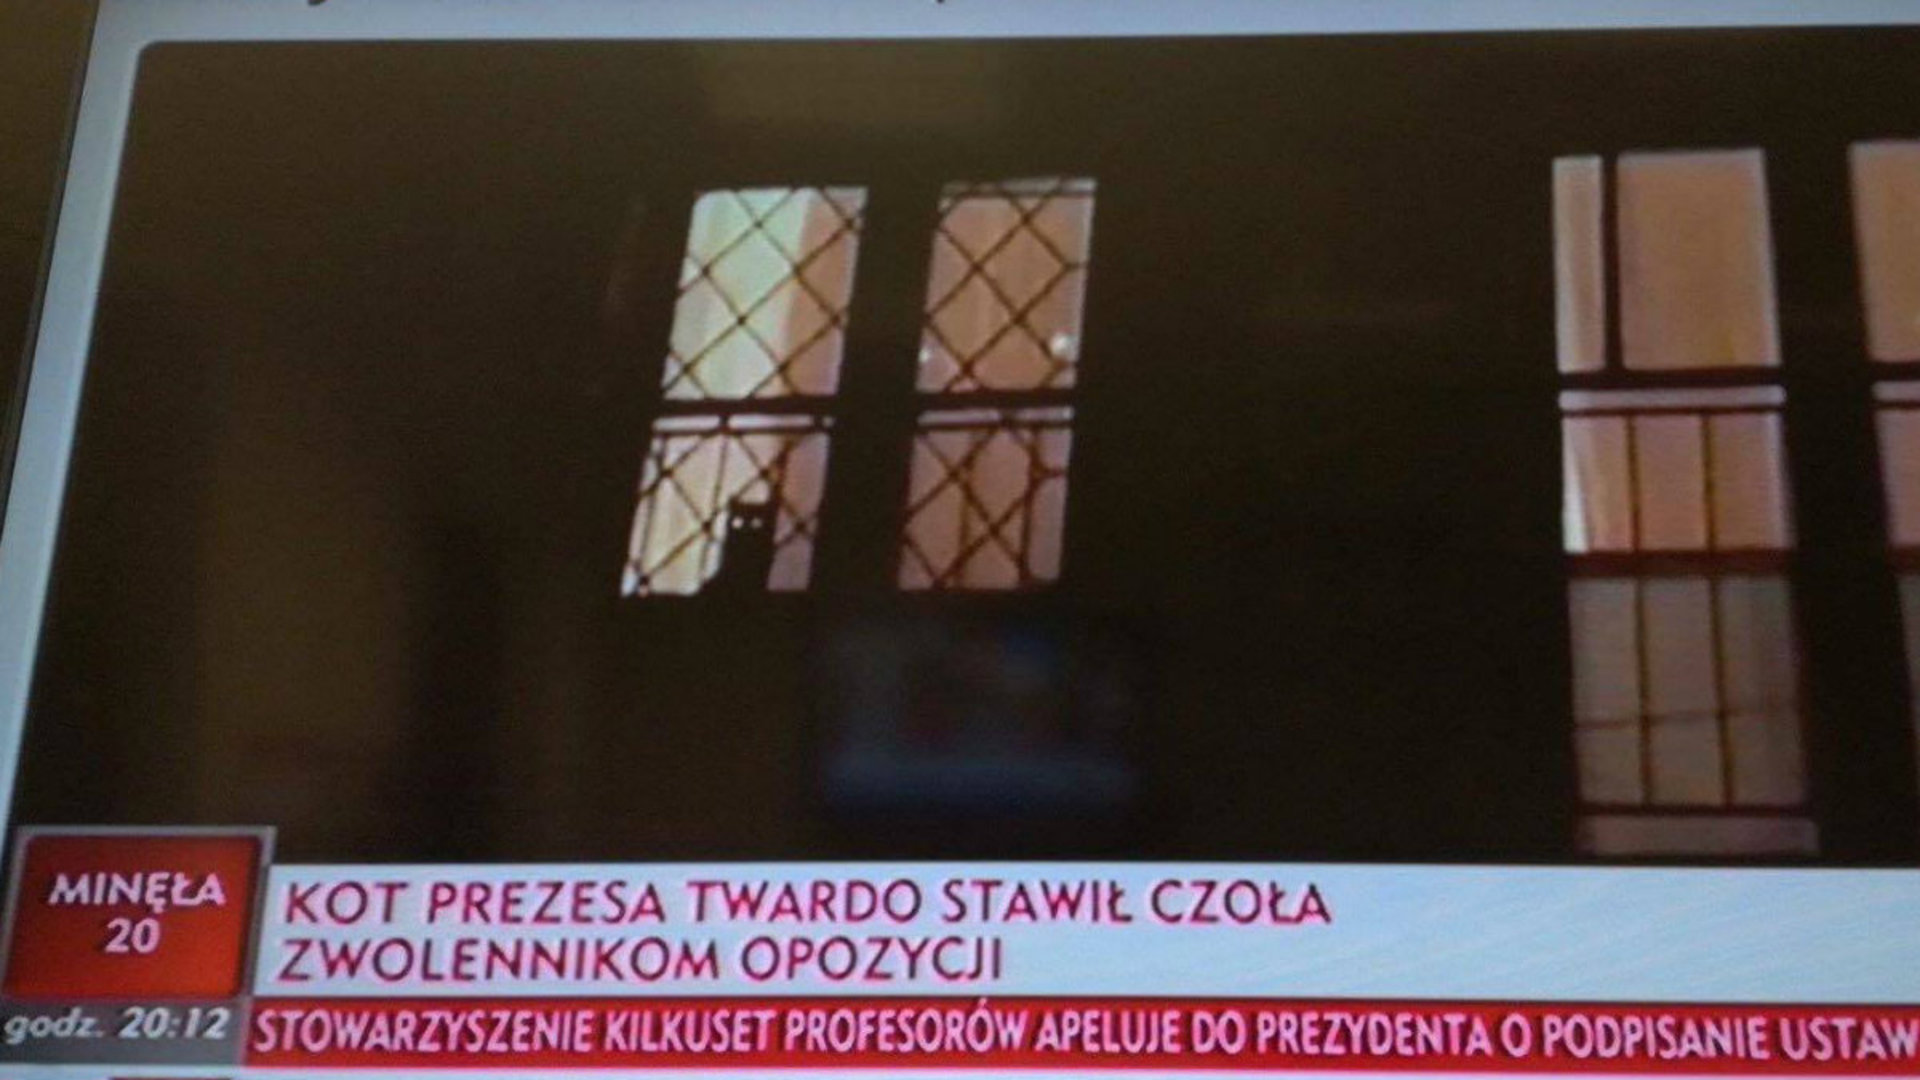 MINĘŁA
20
KOT PREZESA TWARDO STAWIŁ CZOŁA
ZWOLENNIKOM OPOZYCJI
godz. 20:12
STOWARZYSZENIE KILKUSET PROFESORÓW APELUJE DO PREZYDENTA O PODPISANIE USTAW